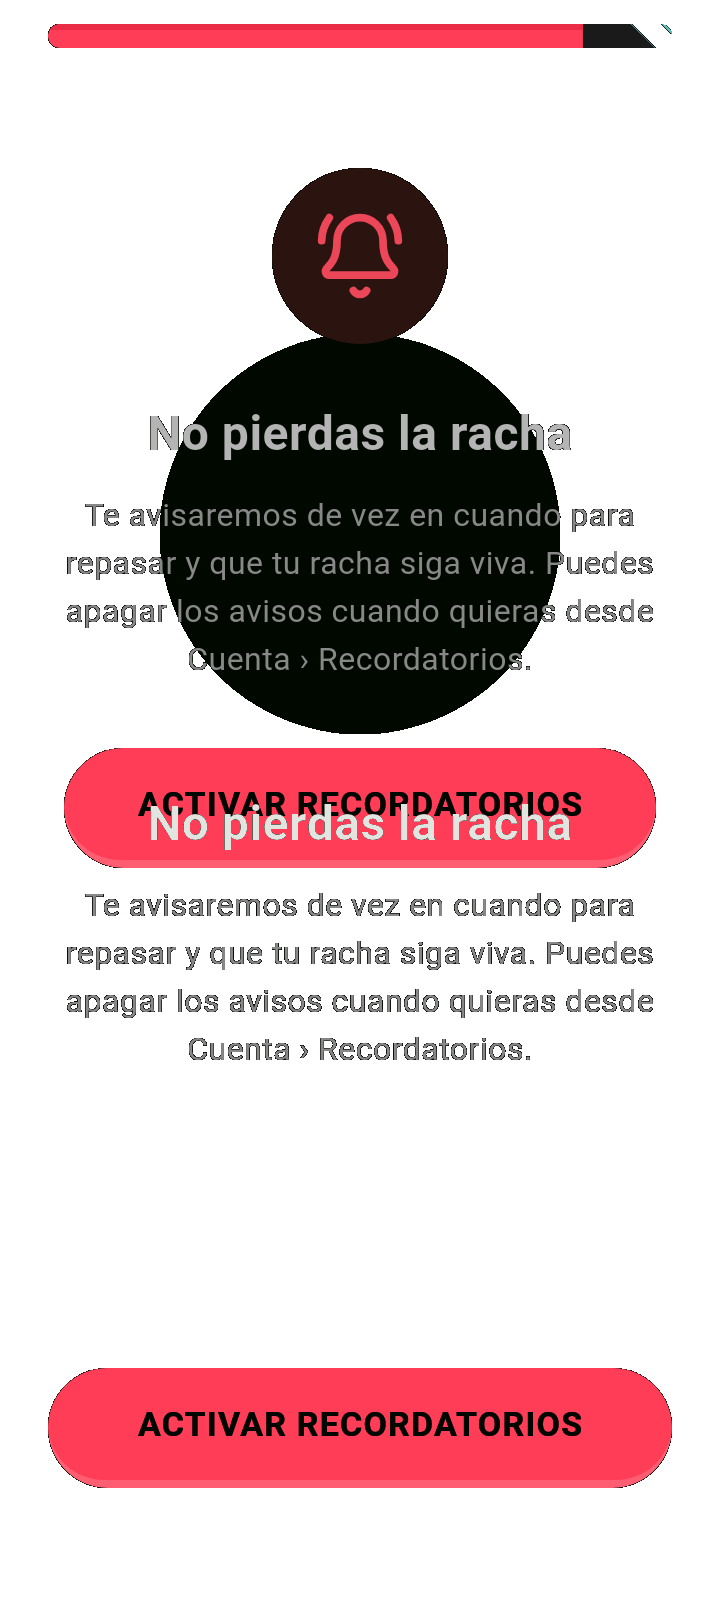 No pierdas la racha
Te avisaremos de vez en cuando para
repasar y que tu racha siga viva. Puedes
apagar los avisos cuando quieras desde
Cuenta › Recordatorios.
ACTIVAR RECORDATORIOS
No pierdas la racha
Te avisaremos de vez en cuando para
repasar y que tu racha siga viva. Puedes
apagar los avisos cuando quieras desde
Cuenta › Recordatorios.
ACTIVAR RECORDATORIOS